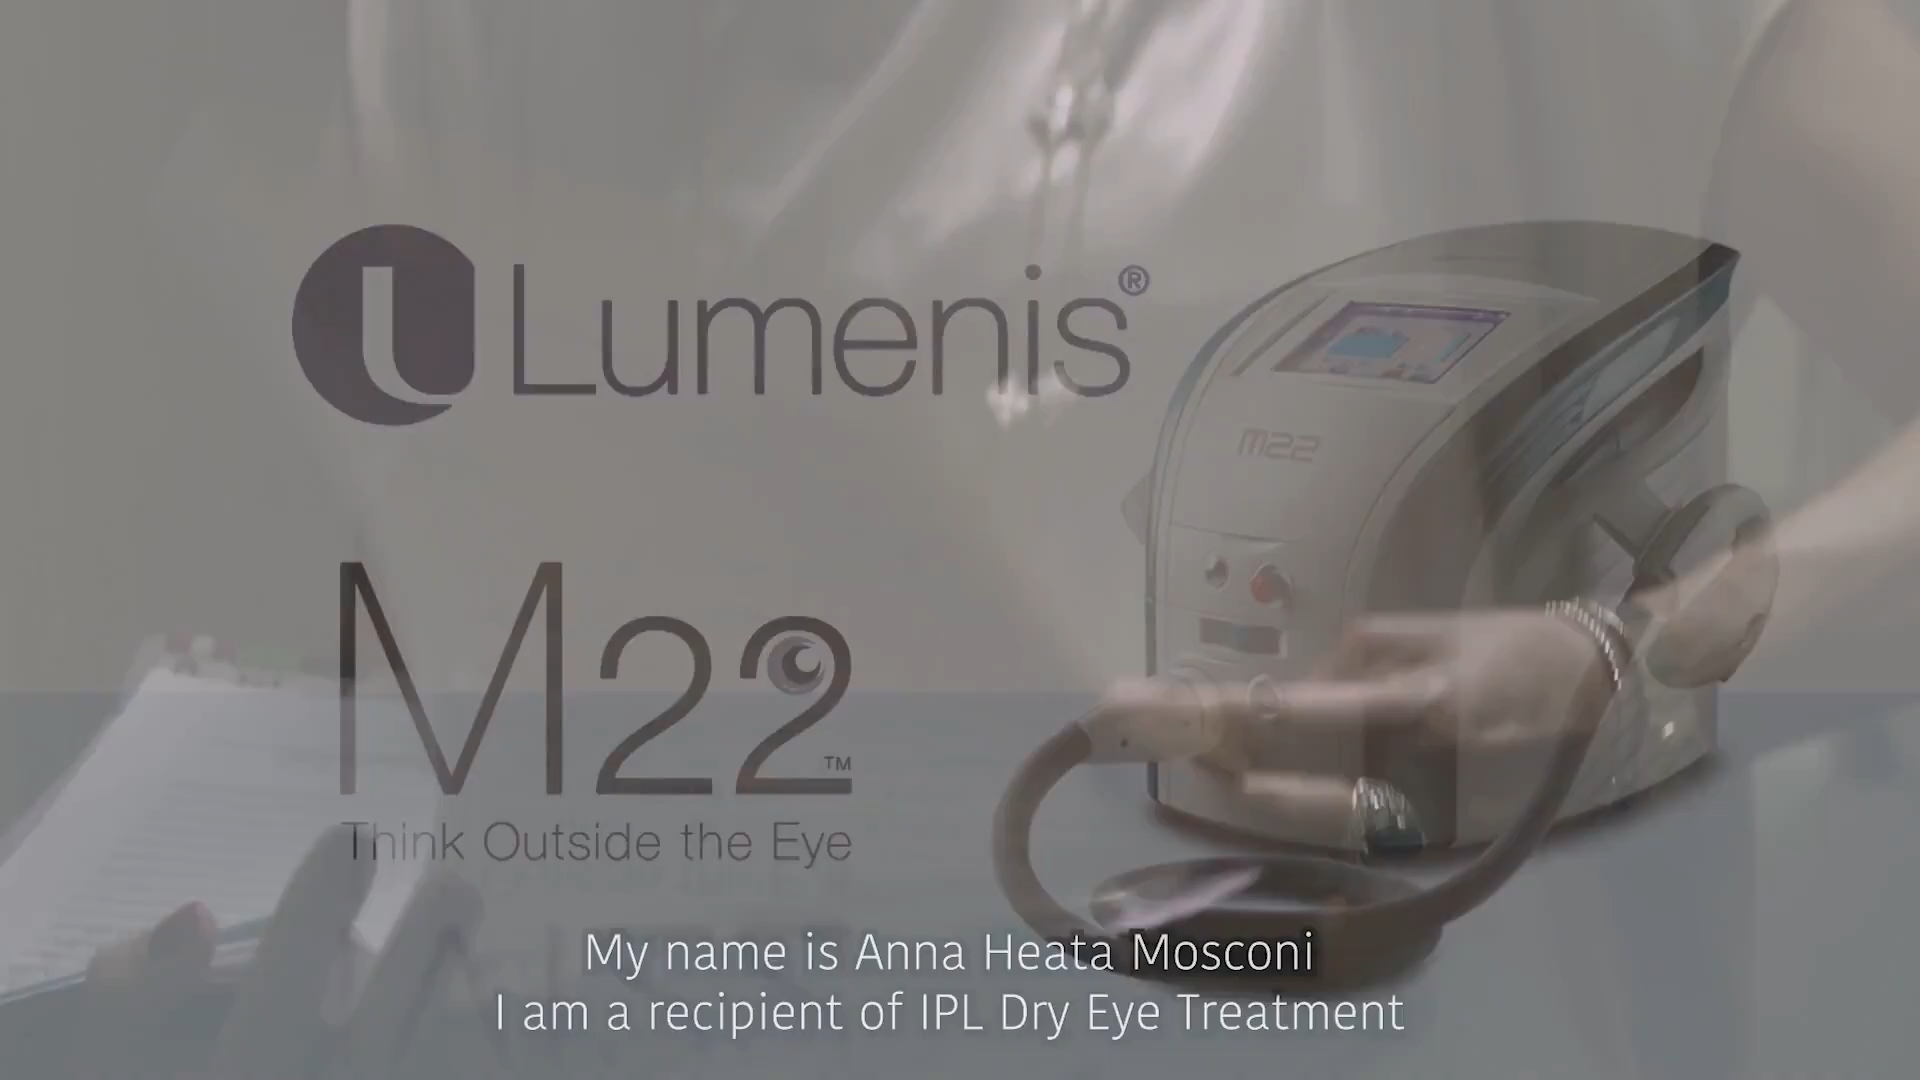 Lumenis®
m22
M22™
Think Outside the Eye
My name is Anna Heata Mosconi
I am a recipient of IPL Dry Eye Treatment